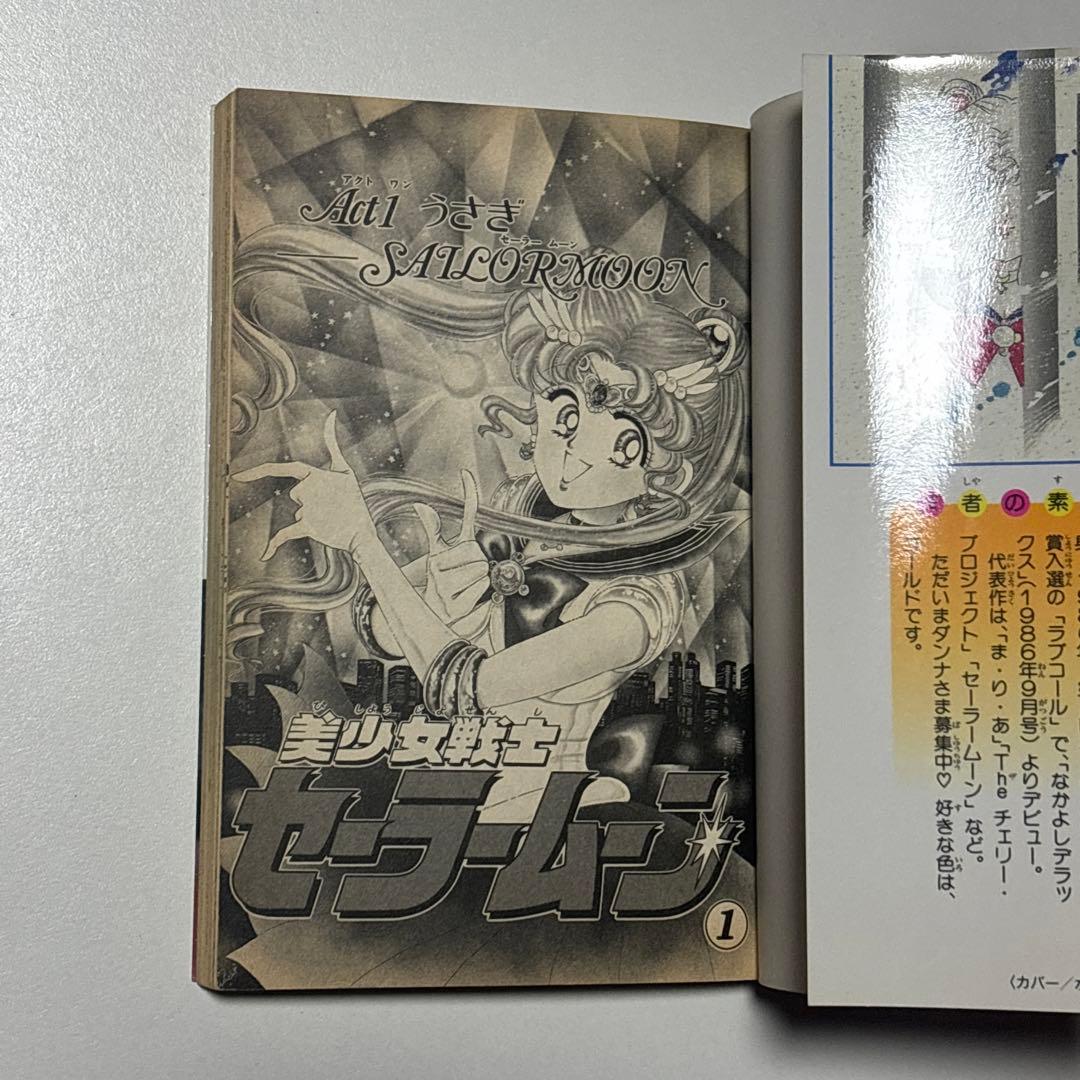 アクト ワン
Act1 うさぎ
セーラー ムーン
—SAILORMOON
びしょうじょせんし
美少女戦士
セーラームーン
1
しゃ す
者の素
賞入選の「ラブコール」で、「なかよしデラッ
クス」(1986年9月号)よりデビュー。
代表作は、「ま・り・あ」「Theチェリー・
プロジェクト」「セーラームーン」など。
ただいまダンナさま募集中♡好きな色は、
ールドです。
(カバー/